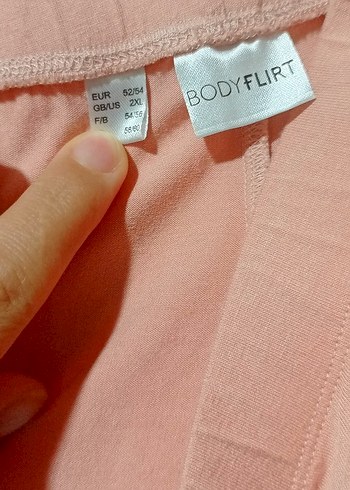 EUR 52/54
GB/US 2XL
F/B 54/56
58/60
BODYFLIRT